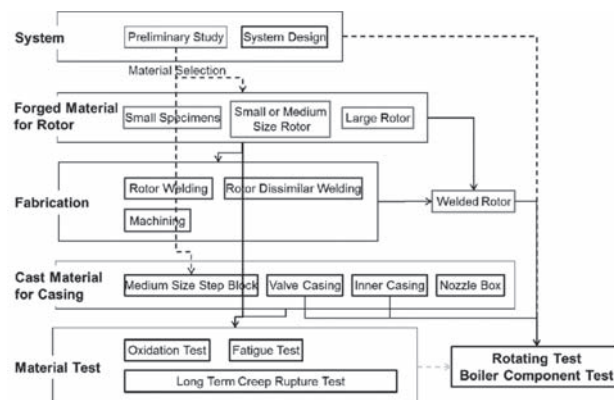 System
Preliminary Study
System Design
Material Selection
Forged Material
for Rotor
Small Specimens
Small or Medium
Size Rotor
Large Rotor
Fabrication
Rotor Welding
Rotor Dissimilar Welding
Machining
Welded Rotor
Cast Material
for Casing
Medium Size Step Block
Valve Casing
Inner Casing
Nozzle Box
Material Test
Oxidation Test
Fatigue Test
Long Term Creep Rupture Test
Rotating Test
Boiler Component Test